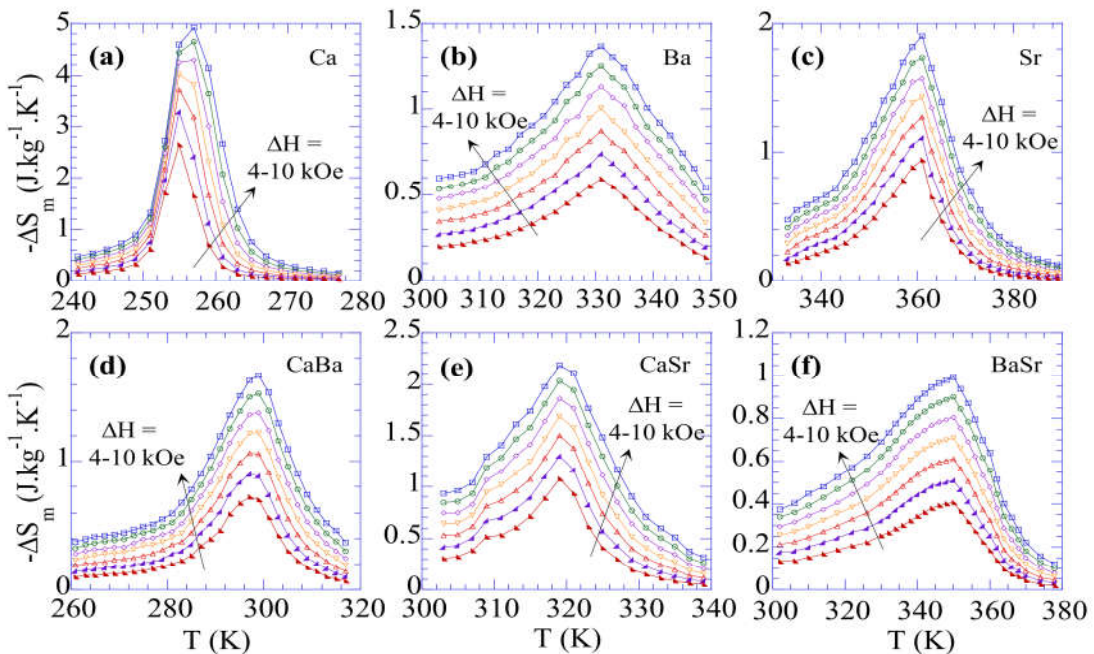 -ΔS_m (J.kg⁻¹.K⁻¹)
(a) Ca
ΔH =
4-10 kOe
5
4
3
2
1
0
240 250 260 270 280
(b) Ba
ΔH =
4-10 kOe
1.5
1
0.5
0
300 310 320 330 340 350
(c) Sr
ΔH =
4-10 kOe
2
1
0
340 360 380
-ΔS_m (J.kg⁻¹.K⁻¹)
(d) CaBa
ΔH =
4-10 kOe
2
1
0
260 280 300 320
T (K)
(e) CaSr
ΔH =
4-10 kOe
2.5
2
1.5
1
0.5
0
300 310 320 330 340
T (K)
(f) BaSr
ΔH =
4-10 kOe
1.2
1
0.8
0.6
0.4
0.2
0
300 320 340 360 380
T (K)